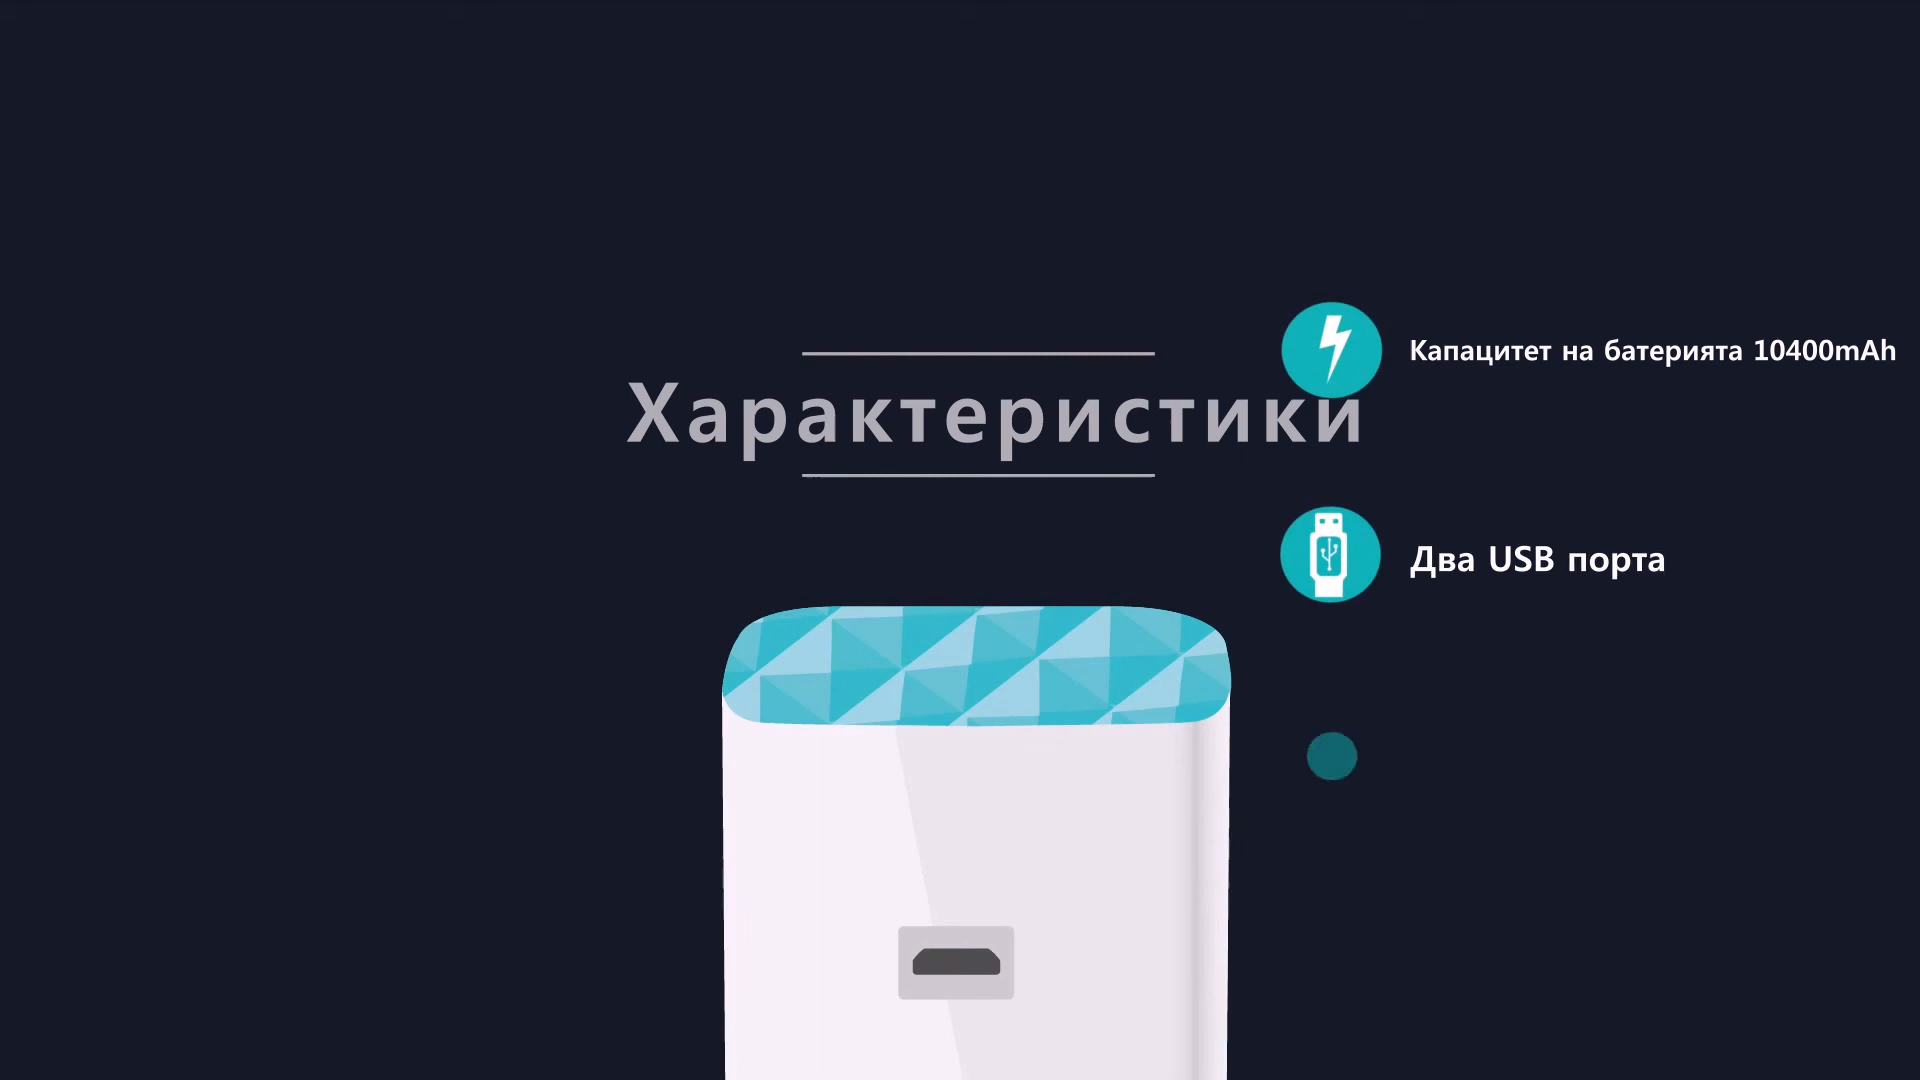 Характеристики
Капацитет на батерията 10400mAh
Два USB порта